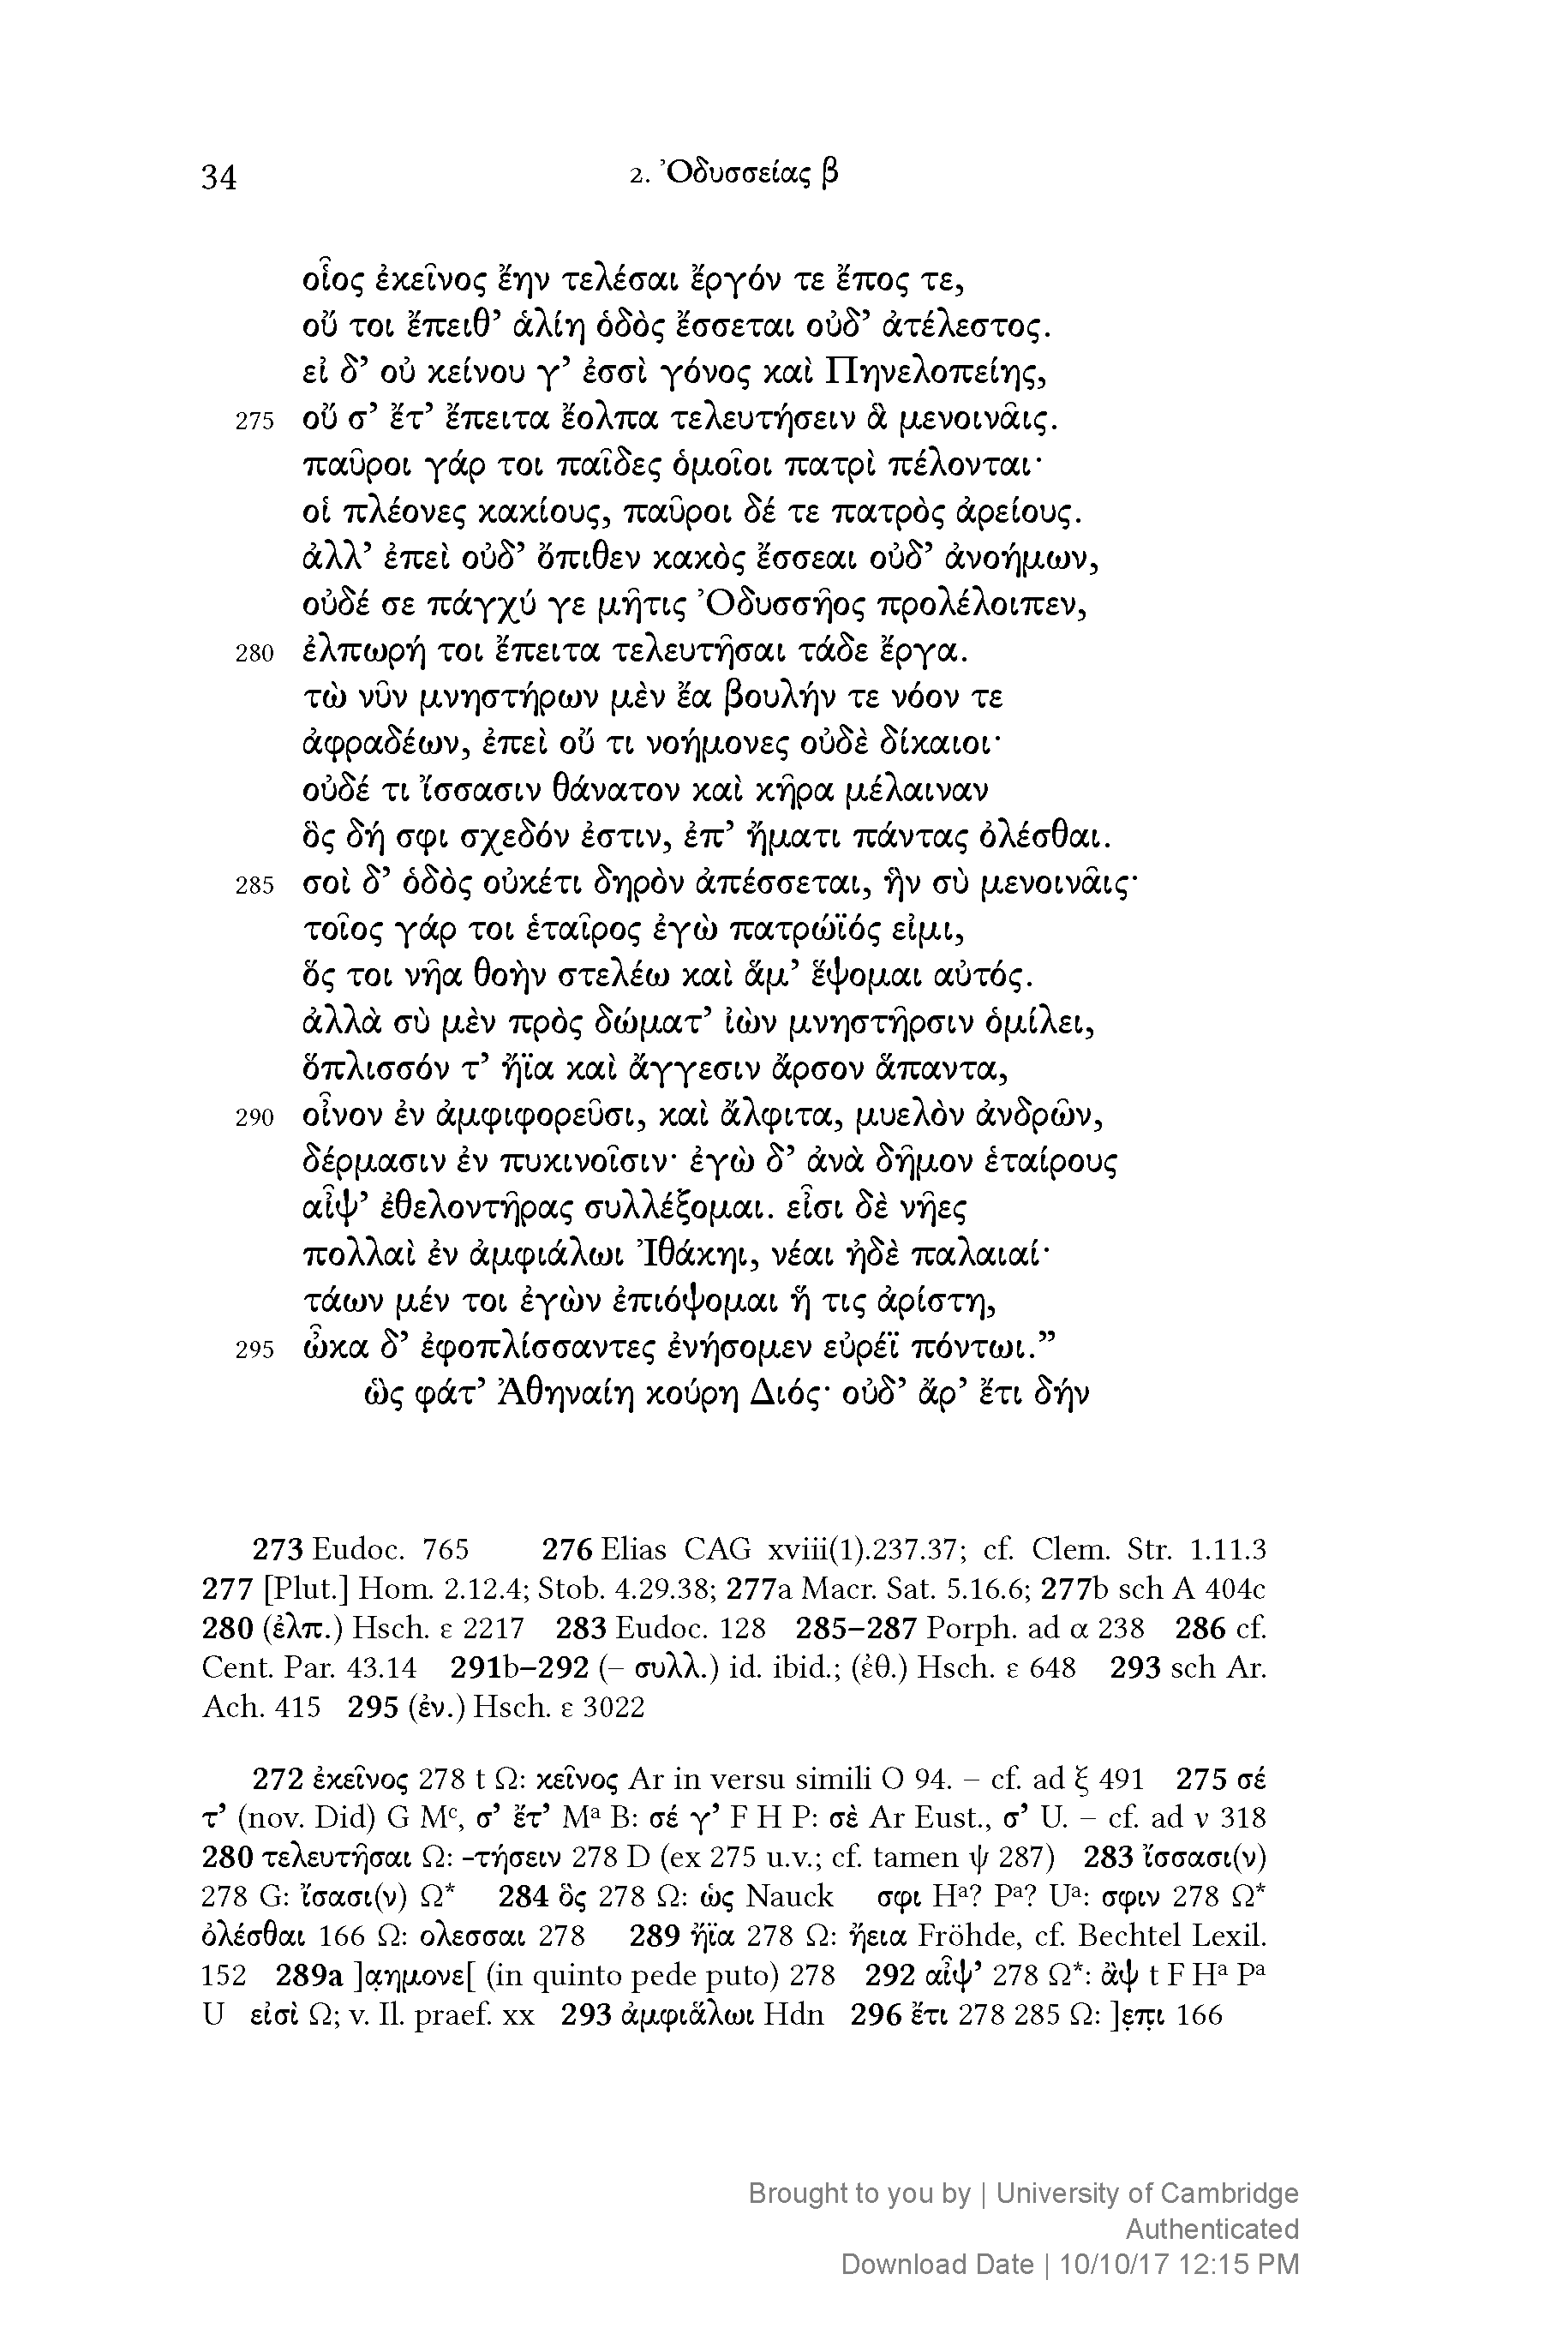 34 2. Ὀδυσσείας β
οἷος ἐκεῖνος ἔην τελέσαι ἔργόν τε ἔπος τε,
οὔ τοι ἔπειθ’ ἁλίη ὁδὸς ἔσσεται οὐδ’ ἀτέλεστος.
εἰ δ’ οὐ κείνου γ’ ἐσσὶ γόνος καὶ Πηνελοπείης,
275 οὔ σ’ ἔτ’ ἔπειτα ἔολπα τελευτήσειν ἃ μενοινᾶις.
παῦροι γάρ τοι παῖδες ὁμοῖοι πατρὶ πέλονται·
οἱ πλέονες κακίους, παῦροι δέ τε πατρὸς ἀρείους.
ἀλλ’ ἐπεὶ οὐδ’ ὄπιθεν κακὸς ἔσσεαι οὐδ’ ἀνοήμων,
οὐδέ σε πάγχύ γε μῆτις Ὀδυσσῆος προλέλοιπεν,
280 ἐλπωρή τοι ἔπειτα τελευτῆσαι τάδε ἔργα.
τὼ νῦν μνηστήρων μὲν ἔα βουλήν τε νόον τε
ἀφραδέων, ἐπεὶ οὔ τι νοήμονες οὐδὲ δίκαιοι·
οὐδέ τι ἴσσασιν θάνατον καὶ κῆρα μέλαιναν
ὃς δή σφι σχεδόν ἐστιν, ἐπ’ ἤματι πάντας ὀλέσθαι.
285 σοὶ δ’ ὁδὸς οὐκέτι δηρὸν ἀπέσσεται, ἣν σὺ μενοινᾶις·
τοῖος γάρ τοι ἑταῖρος ἐγὼ πατρώϊός εἰμι,
ὅς τοι νῆα θοὴν στελέω καὶ ἅμ’ ἕψομαι αὐτός.
ἀλλὰ σὺ μὲν πρὸς δώματ’ ἰὼν μνηστῆρσιν ὁμίλει,
ὅπλισσόν τ’ ἤϊα καὶ ἄγγεσιν ἄρσον ἅπαντα,
290 οἶνον ἐν ἀμφιφορεῦσι, καὶ ἄλφιτα, μυελὸν ἀνδρῶν,
δέρμασιν ἐν πυκινοῖσιν· ἐγὼ δ’ ἀνὰ δῆμον ἑταίρους
αἶψ’ ἐθελοντῆρας συλλέξομαι. εἶσι δὲ νῆες
πολλαὶ ἐν ἀμφιάλωι Ἰθάκηι, νέαι ἠδὲ παλαιαί·
τάων μέν τοι ἐγὼν ἐπιόψομαι ἥ τις ἀρίστη,
295 ὦκα δ’ ἐφοπλίσσαντες ἐνήσομεν εὐρέϊ πόντωι.”
ὣς φάτ’ Ἀθηναίη κούρη Διός· οὐδ’ ἄρ’ ἔτι δήν
273 Eudoc. 765 276 Elias CAG xviii(1).237.37; cf. Clem. Str. 1.11.3
277 [Plut.] Hom. 2.12.4; Stob. 4.29.38; 277a Macr. Sat. 5.16.6; 277b sch A 404c
280 (ἐλπ.) Hsch. ε 2217 283 Eudoc. 128 285–287 Porph. ad α 238 286 cf.
Cent. Par. 43.14 291b–292 (– συλλ.) id. ibid.; (ἐθ.) Hsch. ε 648 293 sch Ar.
Ach. 415 295 (ἐν.) Hsch. ε 3022
272 ἐκεῖνος 278 t Ω: κεῖνος Ar in versu simili Ο 94. – cf. ad ξ 491 275 σέ
τ’ (nov. Did) G Mᶜ, σ’ ἔτ’ Mᵃ B: σέ γ’ F H P: σὲ Ar Eust., σ’ U. – cf. ad ν 318
280 τελευτῆσαι Ω: -τήσειν 278 D (ex 275 u.v.; cf. tamen ψ 287) 283 ἴσσασι(ν)
278 G: ἴσασι(ν) Ω* 284 ὃς 278 Ω: ὡς Nauck σφι Hᵃ? Pᵃ? Uᵃ: σφιν 278 Ω*
ὀλέσθαι 166 Ω: ολεσσαι 278 289 ἤϊα 278 Ω: ἤεια Fröhde, cf. Bechtel Lexil.
152 289a ]α̣ημονε[ (in quinto pede puto) 278 292 αἶψ’ 278 Ω*: ἂψ t F Hᵃ Pᵃ
U εἰσὶ Ω; v. Il. praef. xx 293 ἀμφιἅλωι Hdn 296 ἔτι 278 285 Ω: ]ε̣π̣ι 166
Brought to you by | University of Cambridge
Authenticated
Download Date | 10/10/17 12:15 PM